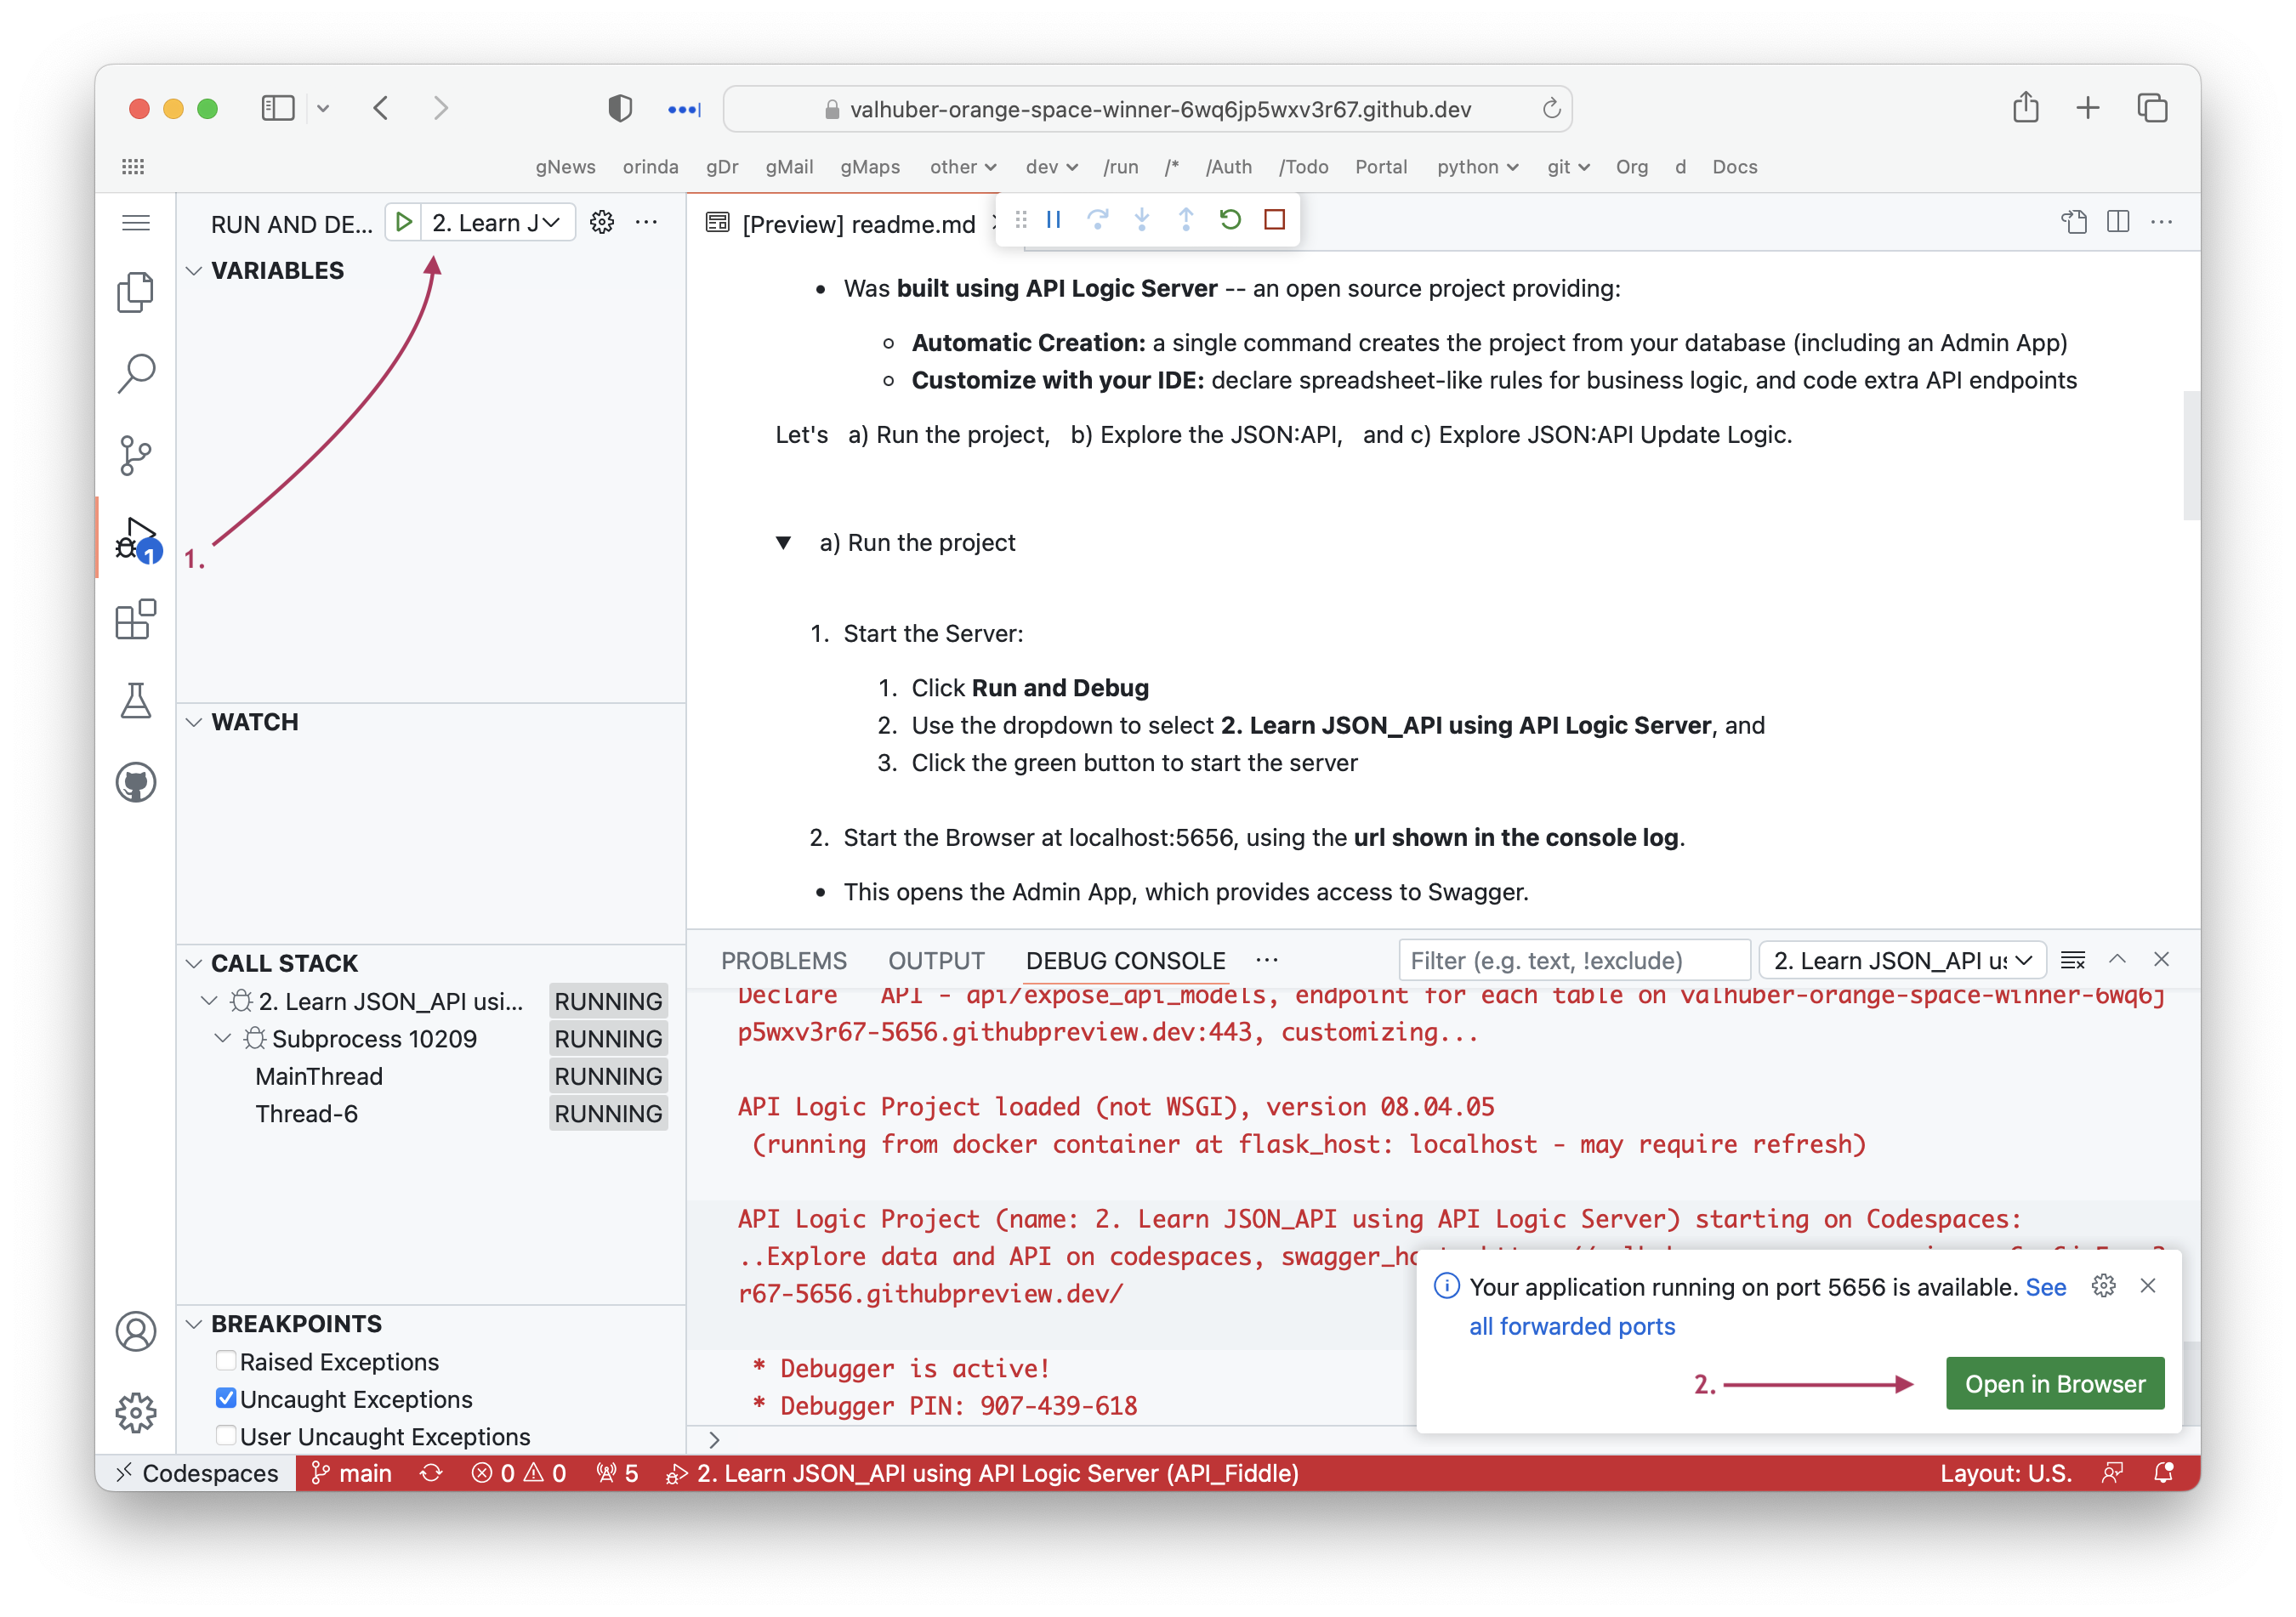 valhuber-orange-space-winner-6wq6jp5wxv3r67.github.dev
gNews orinda gDr gMail gMaps other dev /run /* /Auth /Todo Portal python git Org d Docs
RUN AND DE... 2. Learn J
VARIABLES
1.
1
WATCH
CALL STACK
2. Learn JSON_API usi... RUNNING
Subprocess 10209 RUNNING
MainThread RUNNING
Thread-6 RUNNING
BREAKPOINTS
Raised Exceptions
Uncaught Exceptions
User Uncaught Exceptions
[Preview] readme.md
• Was built using API Logic Server -- an open source project providing:
Automatic Creation: a single command creates the project from your database (including an Admin App)
Customize with your IDE: declare spreadsheet-like rules for business logic, and code extra API endpoints
Let's a) Run the project, b) Explore the JSON:API, and c) Explore JSON:API Update Logic.
▼ a) Run the project
1. Start the Server:
1. Click Run and Debug
2. Use the dropdown to select 2. Learn JSON_API using API Logic Server, and
3. Click the green button to start the server
2. Start the Browser at localhost:5656, using the url shown in the console log.
• This opens the Admin App, which provides access to Swagger.
PROBLEMS OUTPUT DEBUG CONSOLE ... Filter (e.g. text, !exclude) 2. Learn JSON_API us
Declare API - api/expose_api_models, endpoint for each table on valhuber-orange-space-winner-6wq6j
p5wxv3r67-5656.githubpreview.dev:443, customizing...
API Logic Project loaded (not WSGI), version 08.04.05
(running from docker container at flask_host: localhost - may require refresh)
API Logic Project (name: 2. Learn JSON_API using API Logic Server) starting on Codespaces:
..Explore data and API on codespaces, swagger_ho
r67-5656.githubpreview.dev/
* Debugger is active!
* Debugger PIN: 907-439-618
Your application running on port 5656 is available. See
all forwarded ports
2.
Open in Browser
Codespaces main 0 0 5 2. Learn JSON_API using API Logic Server (API_Fiddle) Layout: U.S.